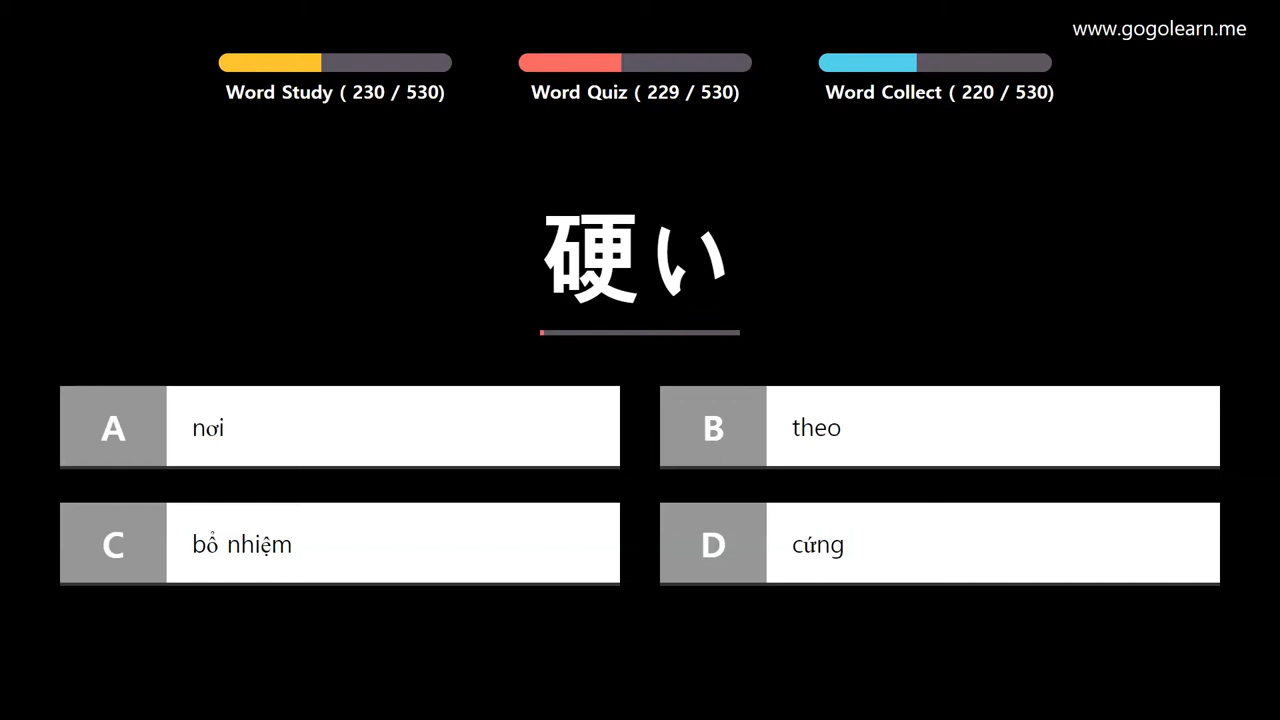 www.gogolearn.me
Word Study ( 230 / 530)
Word Quiz ( 229 / 530)
Word Collect ( 220 / 530)
硬い
A nơi
B theo
C bổ nhiệm
D cứng